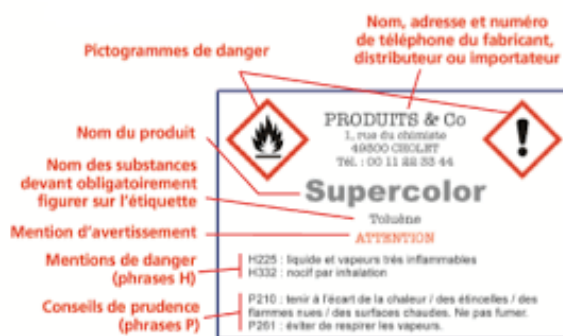 Pictogrammes de danger
Nom, adresse et numéro
de téléphone du fabricant,
distributeur ou importateur
PRODUITS & Co
1, rue du chimiste
49300 CHOLET
Tél. : 00 11 22 33 44
Nom du produit
Supercolor
Nom des substances
devant obligatoirement
figurer sur l'étiquette
Toluène
Mention d'avertissement
ATTENTION
Mentions de danger
(phrases H)
H225 : liquide et vapeurs très inflammables
H332 : nocif par inhalation
Conseils de prudence
(phrases P)
P210 : tenir à l'écart de la chaleur / des étincelles / des
flammes nues / des surfaces chaudes. Ne pas fumer.
P261 : éviter de respirer les vapeurs.